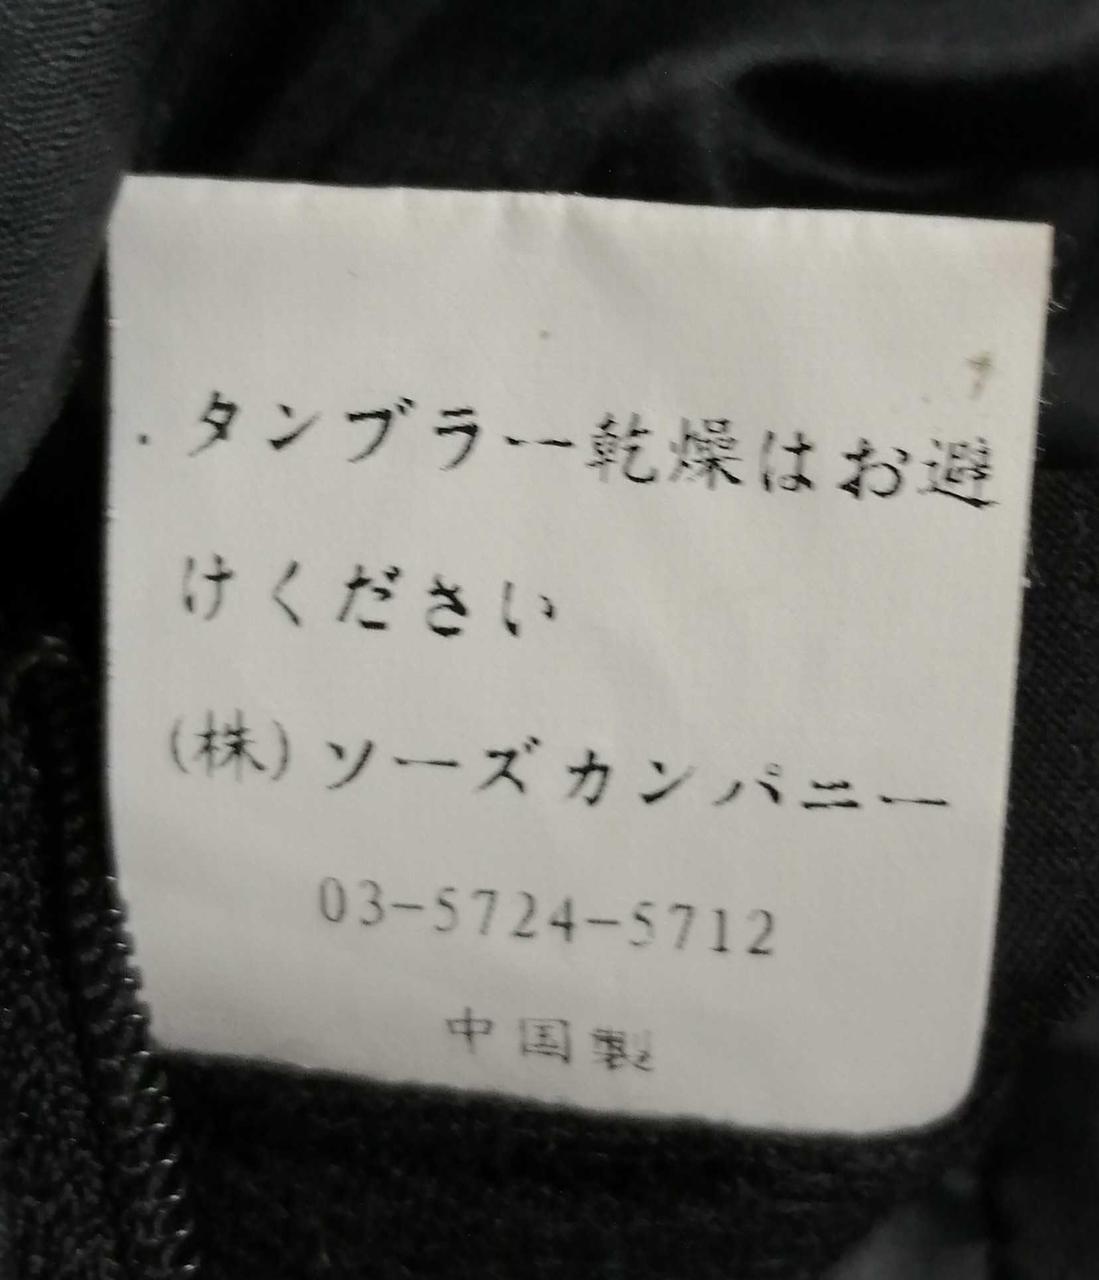 ・タンブラー乾燥はお避
けください
(株)ソーズカンパニー
03-5724-5712
中国製